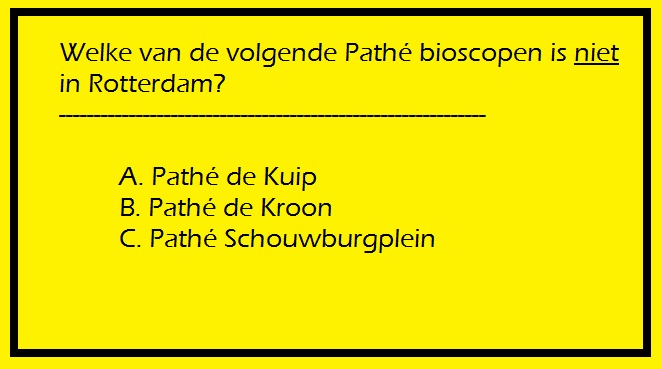 Welke van de volgende Pathé bioscopen is niet
in Rotterdam?
-------------------------------------------------------------
A. Pathé de Kuip
B. Pathé de Kroon
C. Pathé Schouwburgplein